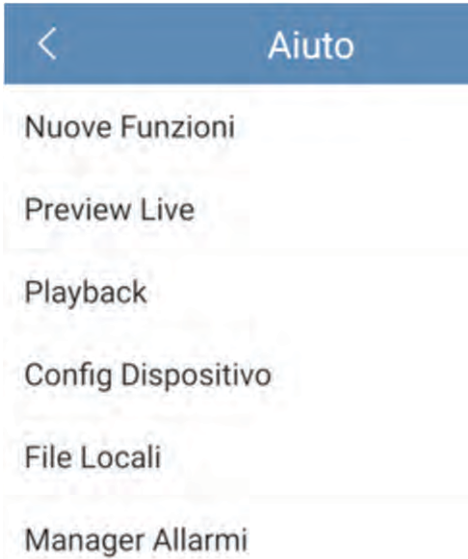 Aiuto
Nuove Funzioni
Preview Live
Playback
Config Dispositivo
File Locali
Manager Allarmi